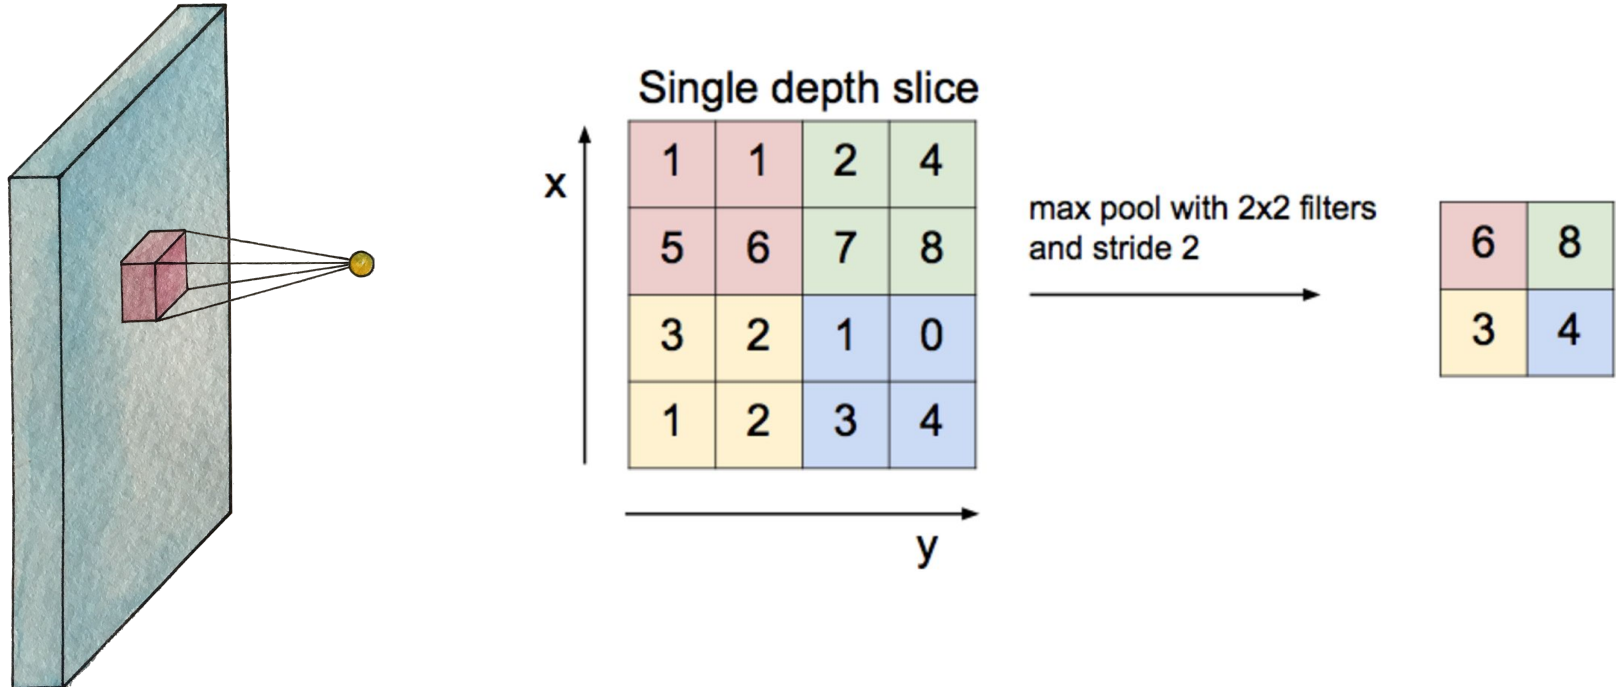 Single depth slice
x
1 1 2 4
5 6 7 8
3 2 1 0
1 2 3 4
y
max pool with 2x2 filters
and stride 2
6 8
3 4